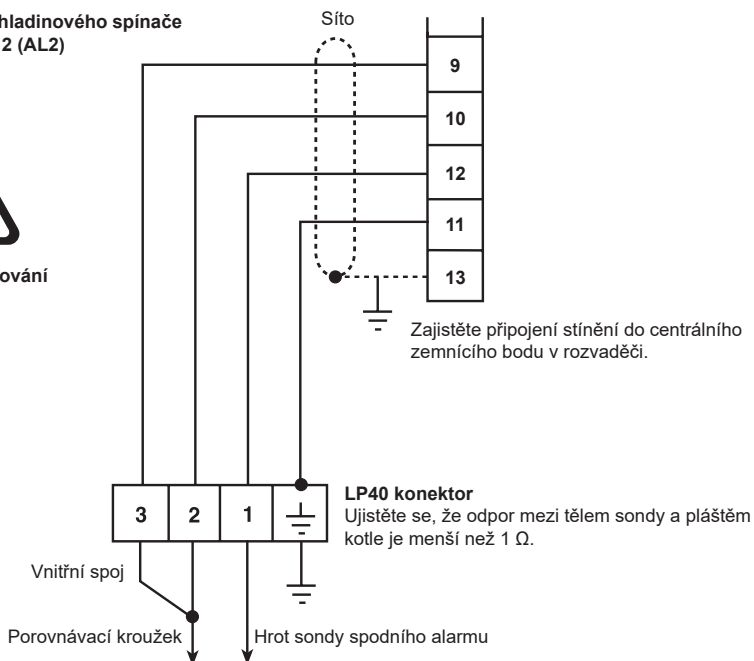 hladinového spínače
2 (AL2)
Síto
9
10
12
11
13
ování
Zajistěte připojení stínění do centrálního
zemnícího bodu v rozvaděči.
3 2 1
LP40 konektor
Ujistěte se, že odpor mezi tělem sondy a pláštěm
kotle je menší než 1 Ω.
Vnitřní spoj
Porovnávací kroužek
Hrot sondy spodního alarmu